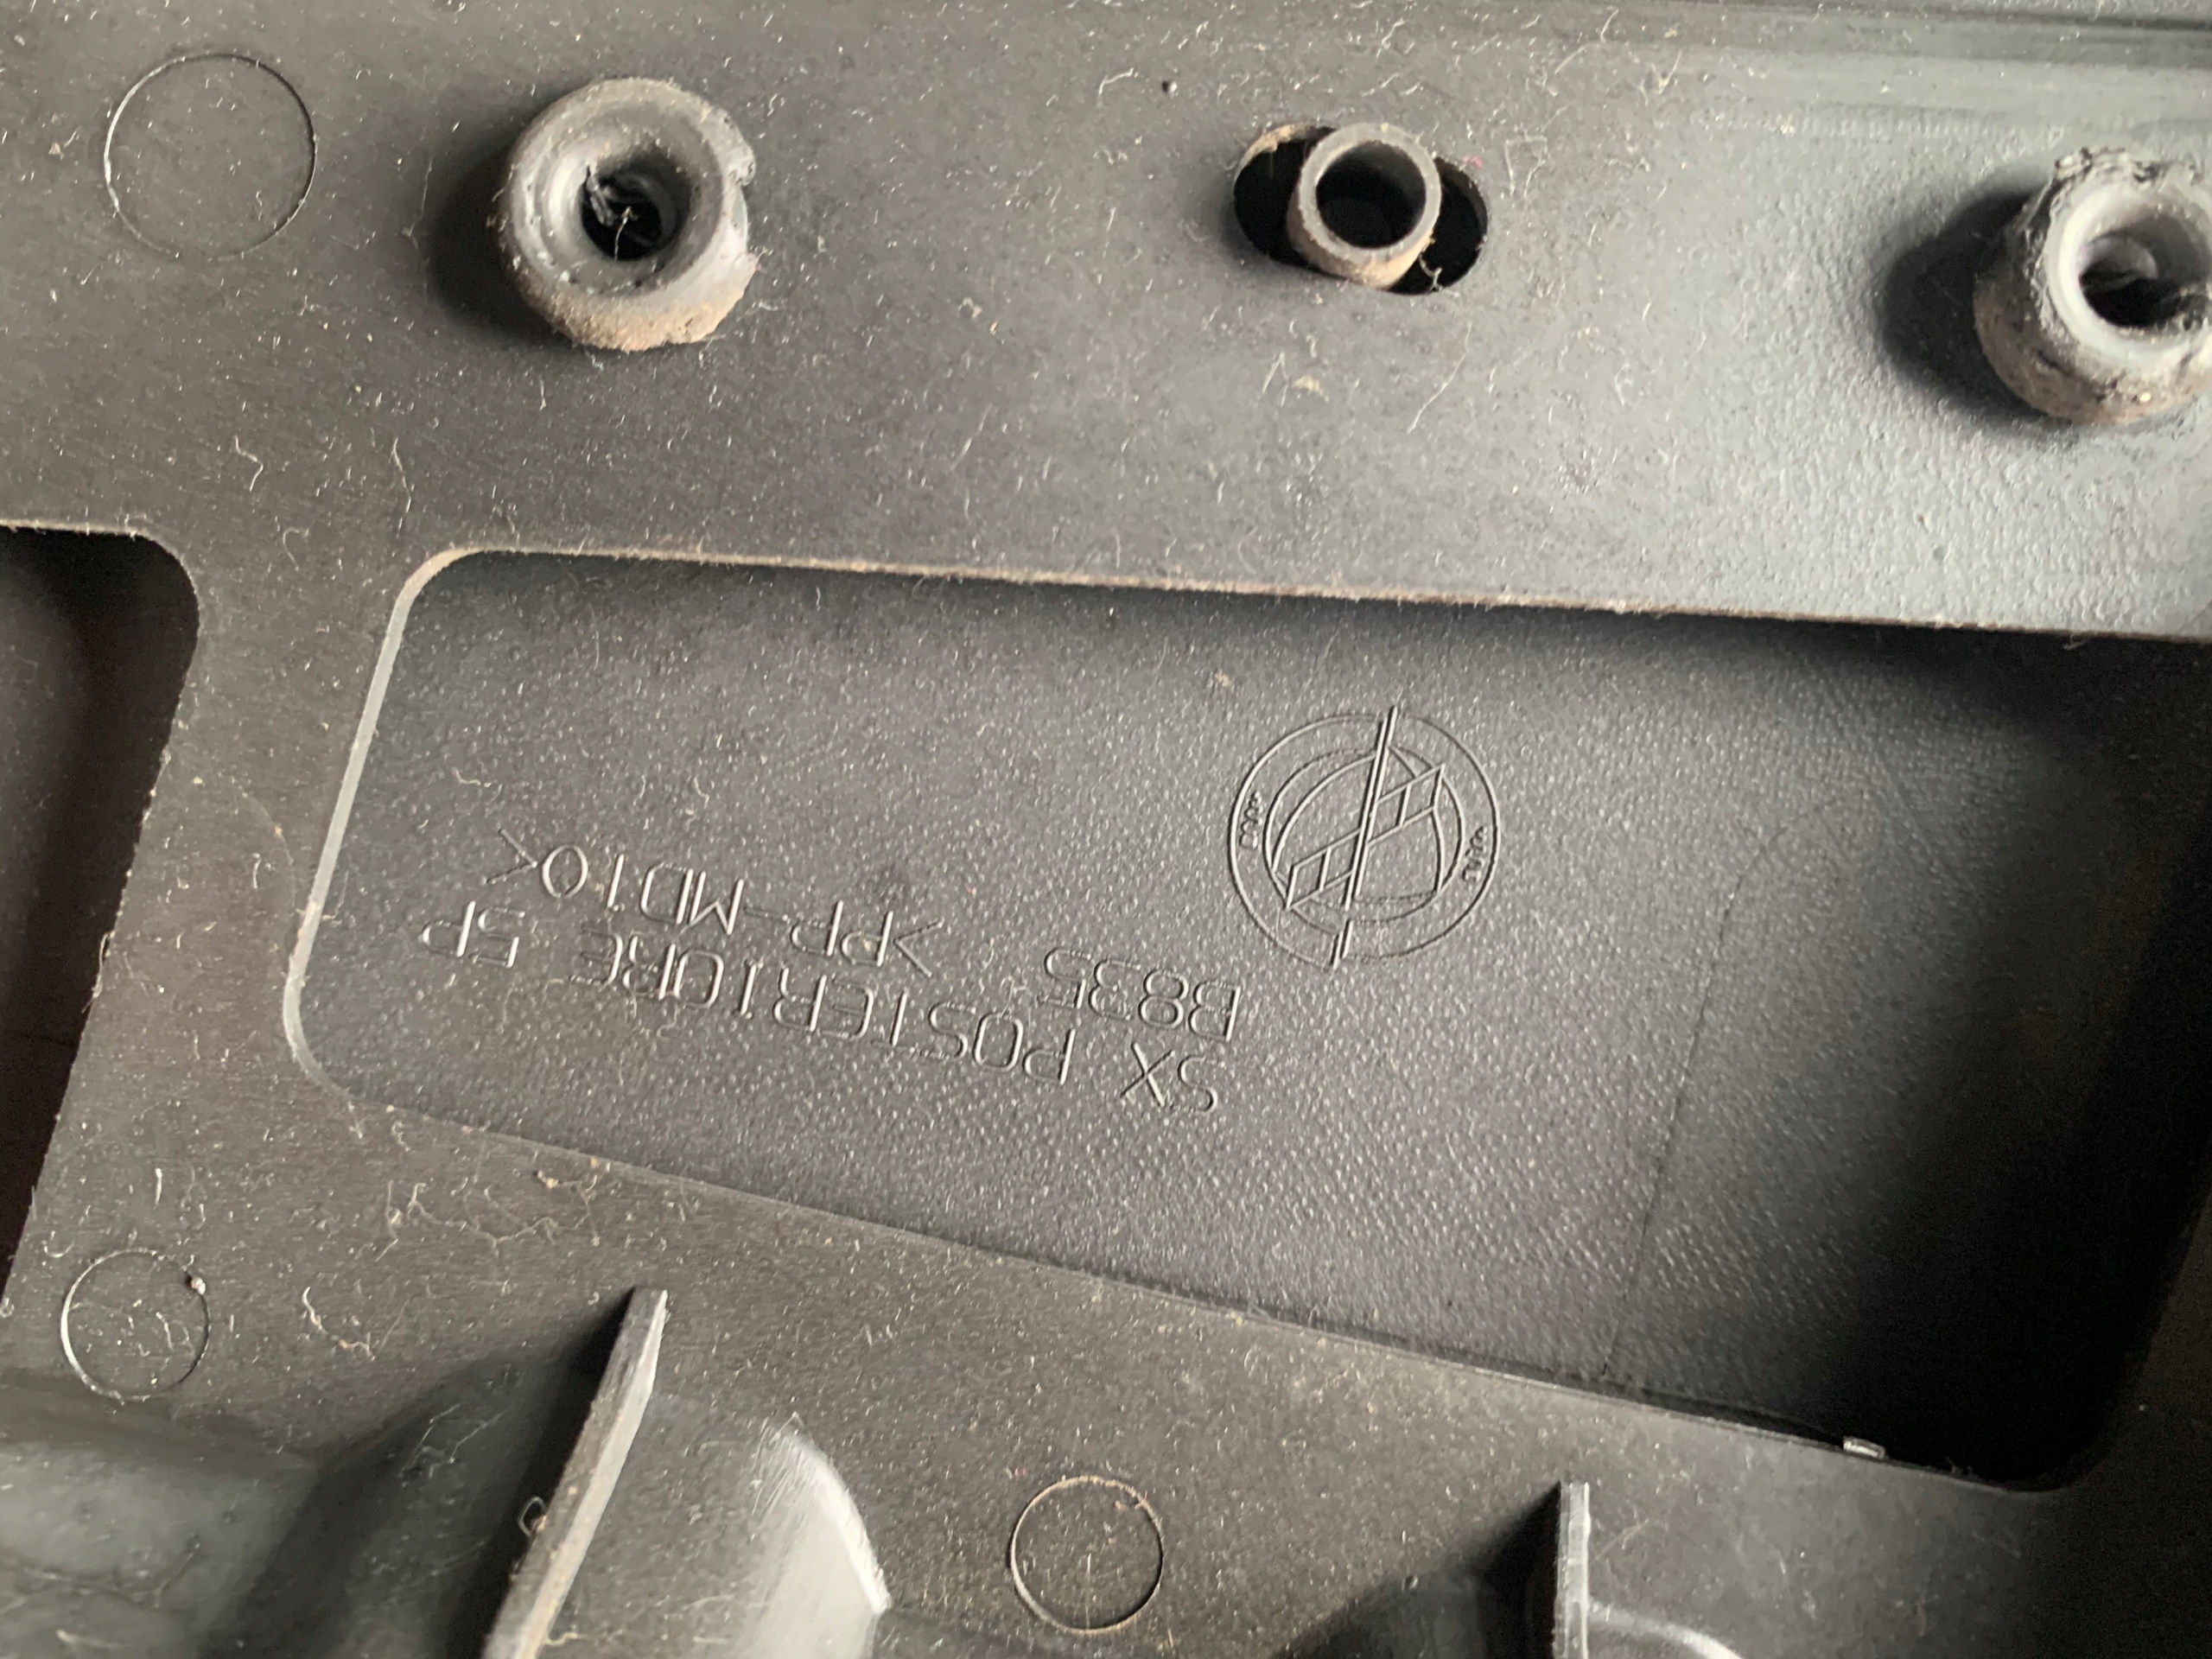 SX POSTERIORE 5P
B835 >PP-MD10<